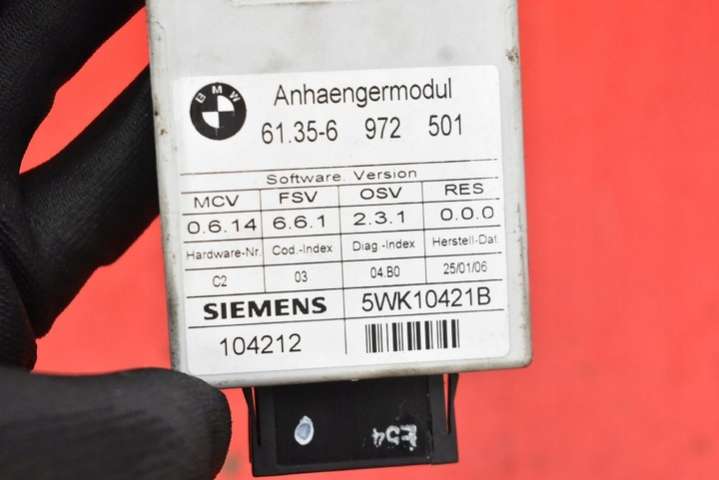 BMW
Anhaengermodul
61.35-6 972 501
Software. Version
MCV FSV OSV RES
0.6.14 6.6.1 2.3.1 0.0.0
Hardware-Nr. Cod.-Index Diag.-Index Herstell-Dat.
C2 03 04.B0 25/01/06
SIEMENS 5WK10421B
104212
E54